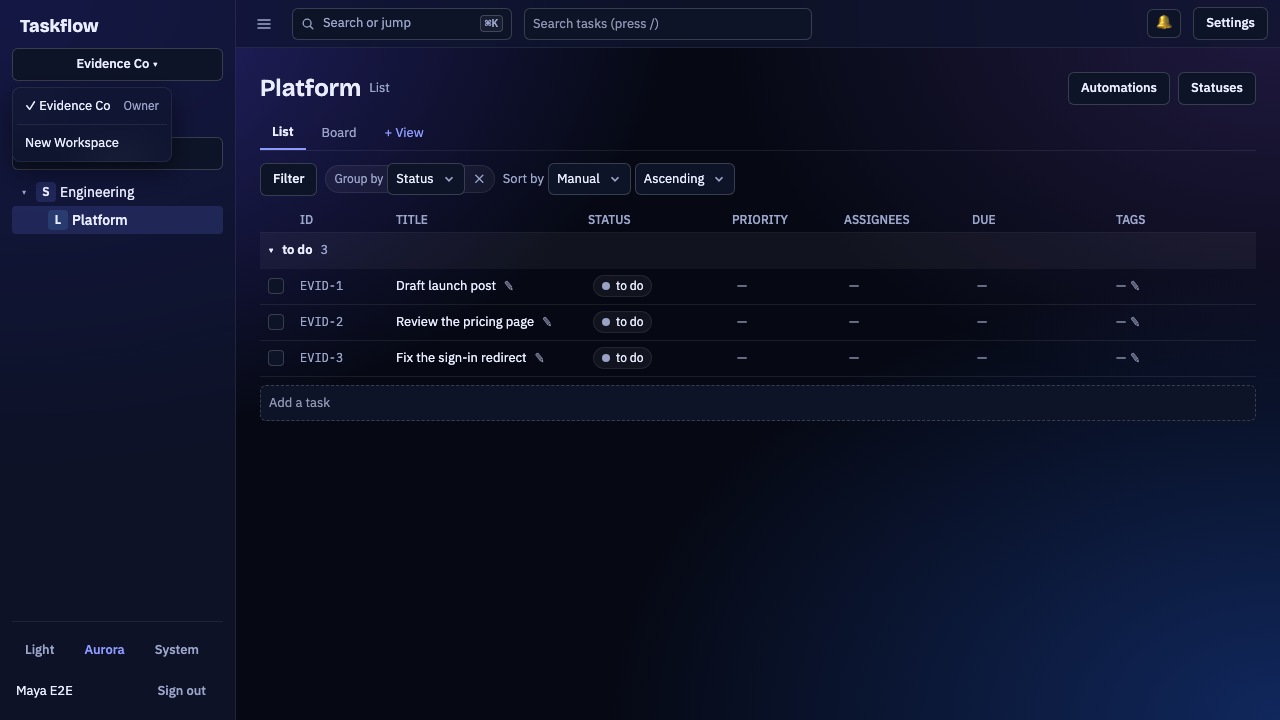 Taskflow
Evidence Co ▾
✓ Evidence Co Owner
New Workspace
▾ S Engineering
L Platform
Light Aurora System
Maya E2E Sign out
Search or jump ⌘K
Search tasks (press /)
Settings
Platform List
Automations Statuses
List Board + View
Filter Group by Status Sort by Manual Ascending
ID TITLE STATUS PRIORITY ASSIGNEES DUE TAGS
▾ to do 3
EVID-1 Draft launch post ✎ to do — — — — ✎
EVID-2 Review the pricing page ✎ to do — — — — ✎
EVID-3 Fix the sign-in redirect ✎ to do — — — — ✎
Add a task